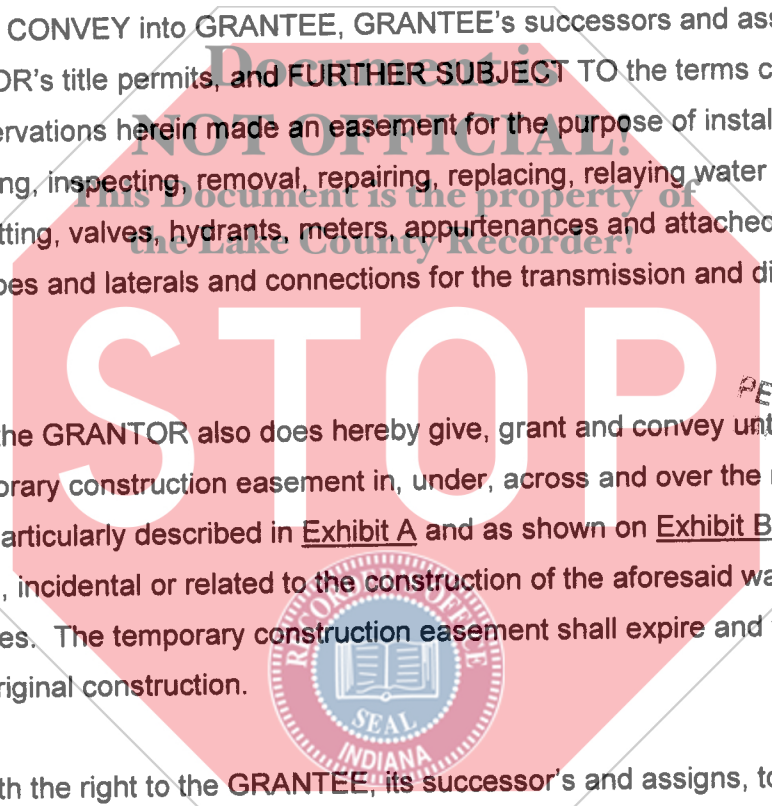 CONVEY into GRANTEE, GRANTEE's successors and ass
OR's title permits, and FURTHER SUBJECT TO the terms c
Document is
ervations herein made an easement for the purpose of instal
NOT OFFICIAL!
ng, inspecting, removal, repairing, replacing, relaying water
This Document is the property of
tting, valves, hydrants, meters, appurtenances and attached
the Lake County Recorder!
pes and laterals and connections for the transmission and di
STOP
PE
the GRANTOR also does hereby give, grant and convey unt
orary construction easement in, under, across and over the
articularly described in Exhibit A and as shown on Exhibit B
, incidental or related to the construction of the aforesaid wa
es. The temporary construction easement shall expire and
riginal construction.
RECORDERS OFFICE
SEAL
INDIANA
th the right to the GRANTEE, its successor's and assigns, to